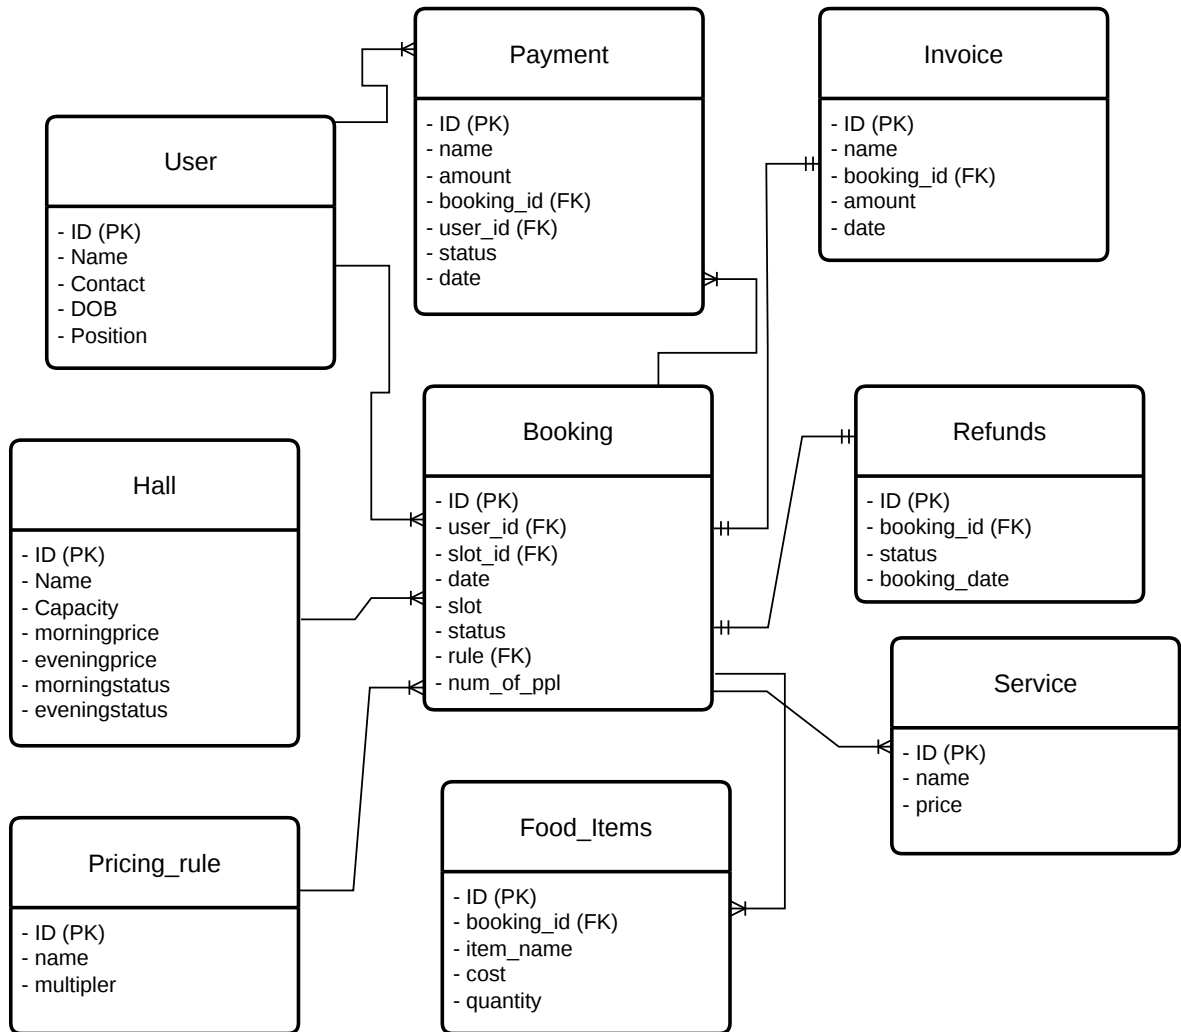 Payment
- ID (PK)
- name
- amount
- booking_id (FK)
- user_id (FK)
- status
- date
Invoice
- ID (PK)
- name
- booking_id (FK)
- amount
- date
User
- ID (PK)
- Name
- Contact
- DOB
- Position
Booking
- ID (PK)
- user_id (FK)
- slot_id (FK)
- date
- slot
- status
- rule (FK)
- num_of_ppl
Refunds
- ID (PK)
- booking_id (FK)
- status
- booking_date
Hall
- ID (PK)
- Name
- Capacity
- morningprice
- eveningprice
- morningstatus
- eveningstatus
Service
- ID (PK)
- name
- price
Food_Items
- ID (PK)
- booking_id (FK)
- item_name
- cost
- quantity
Pricing_rule
- ID (PK)
- name
- multipler